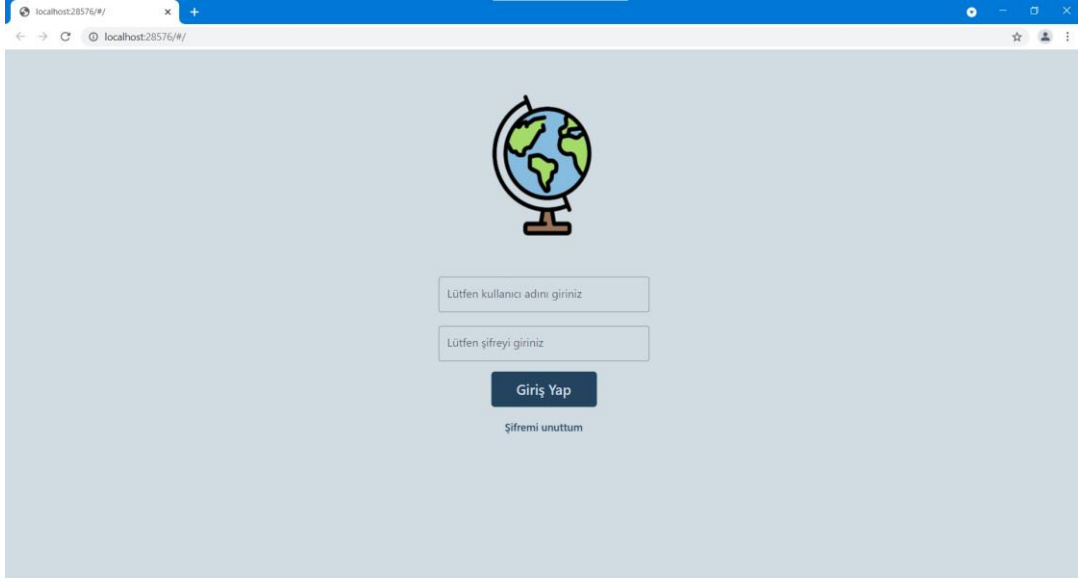 localhost:28576/#/
localhost:28576/#/
Lütfen kullanıcı adını giriniz
Lütfen şifreyi giriniz
Giriş Yap
Şifremi unuttum